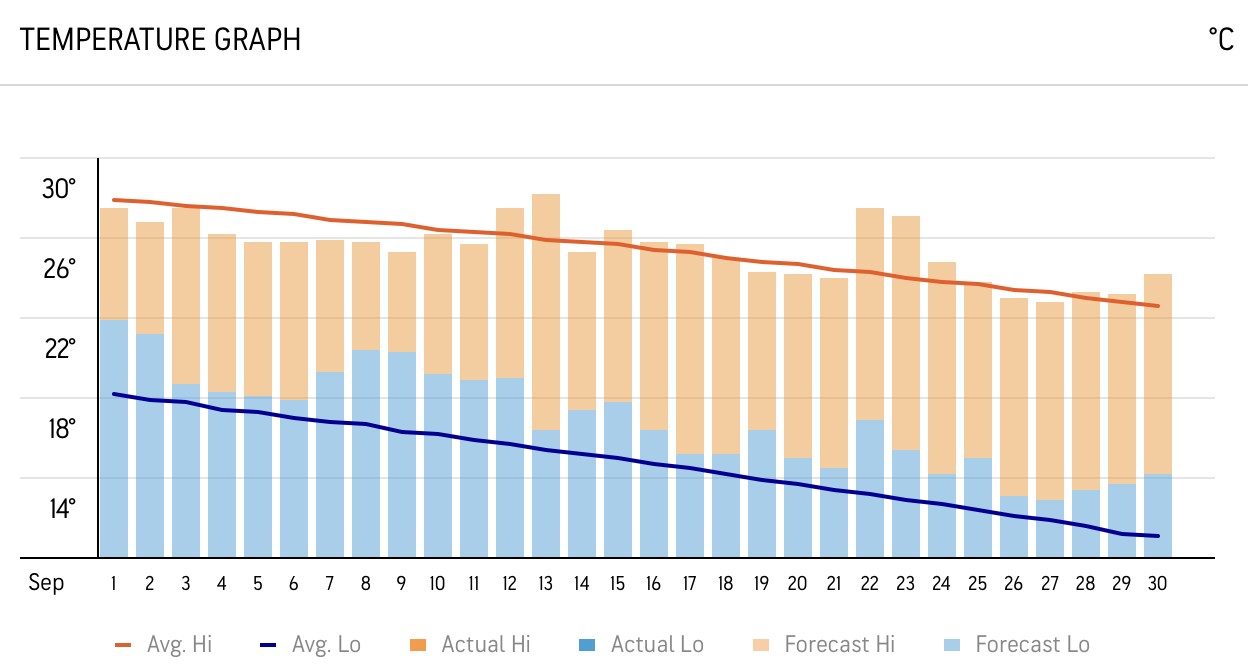 TEMPERATURE GRAPH °C
30°
26°
22°
18°
14°
Sep 1 2 3 4 5 6 7 8 9 10 11 12 13 14 15 16 17 18 19 20 21 22 23 24 25 26 27 28 29 30
Avg. Hi Avg. Lo Actual Hi Actual Lo Forecast Hi Forecast Lo